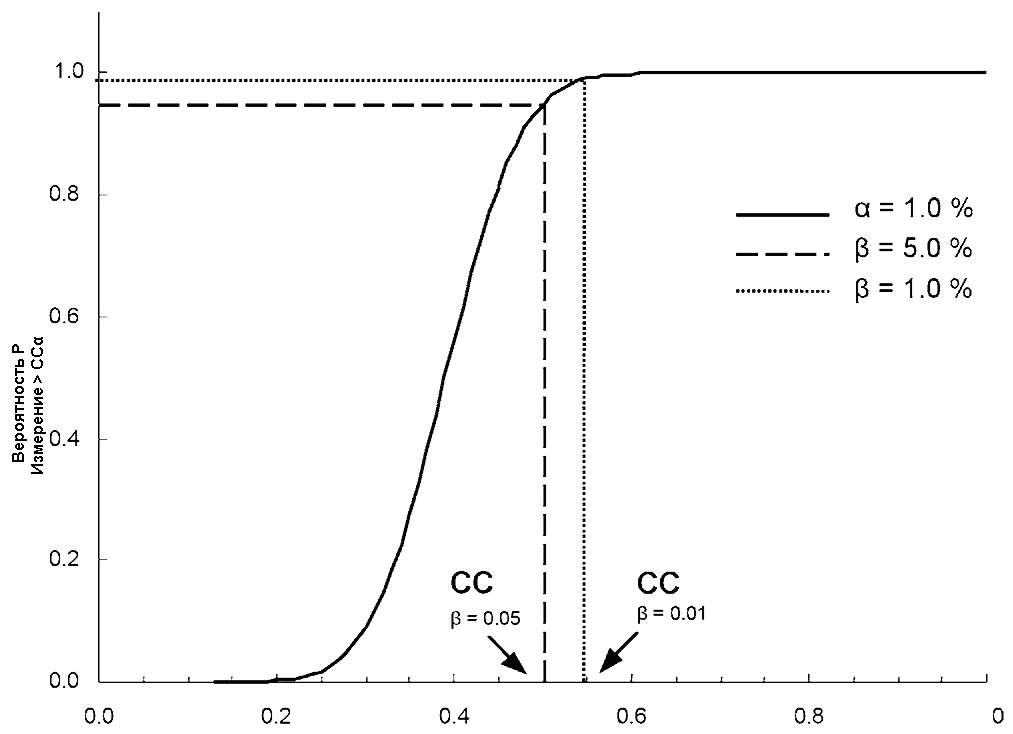 1.0
0.8
0.6
0.4
0.2
0.0
Вероятность P
Измерение > CCα
α = 1.0 %
β = 5.0 %
β = 1.0 %
CC
β = 0.05
CC
β = 0.01
0.0 0.2 0.4 0.6 0.8 0